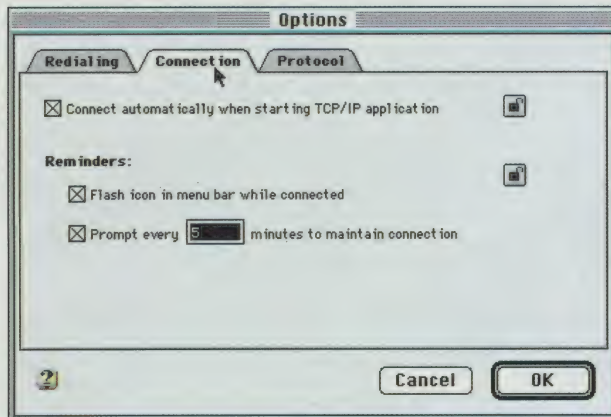 Options
Redialing Connection Protocol
Connect automatically when starting TCP/IP application
Reminders:
Flash icon in menu bar while connected
Prompt every 5 minutes to maintain connection
?
Cancel OK